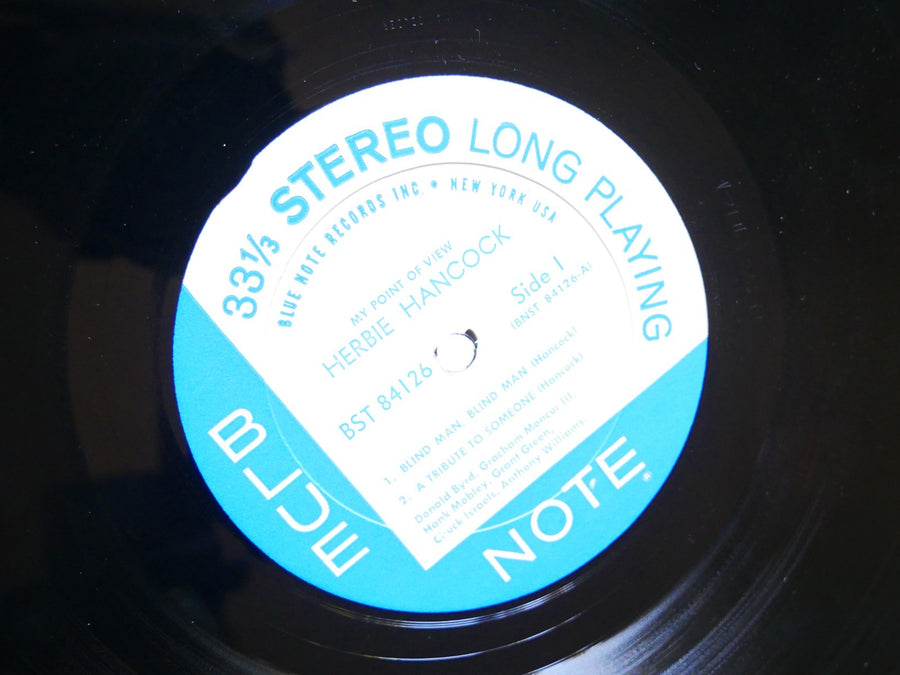 33⅓ STEREO LONG PLAYING
BLUE NOTE RECORDS INC. • NEW YORK USA
MY POINT OF VIEW
HERBIE HANCOCK
BST 84126
Side 1
(BNST 84126-A)
1. BLIND MAN, BLIND MAN (Hancock)
2. A TRIBUTE TO SOMEONE (Hancock)
Donald Byrd, Gracham Moncur III,
Hank Mobley, Grant Green,
Chuck Israels, Anthony Williams.
BLUE NOTE®